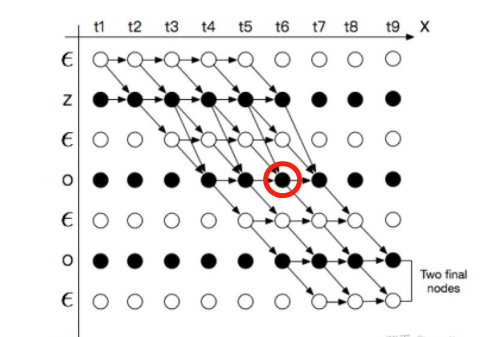 t1 t2 t3 t4 t5 t6 t7 t8 t9 X
ϵ
z
ϵ
o
ϵ
o
ϵ
Two final
nodes